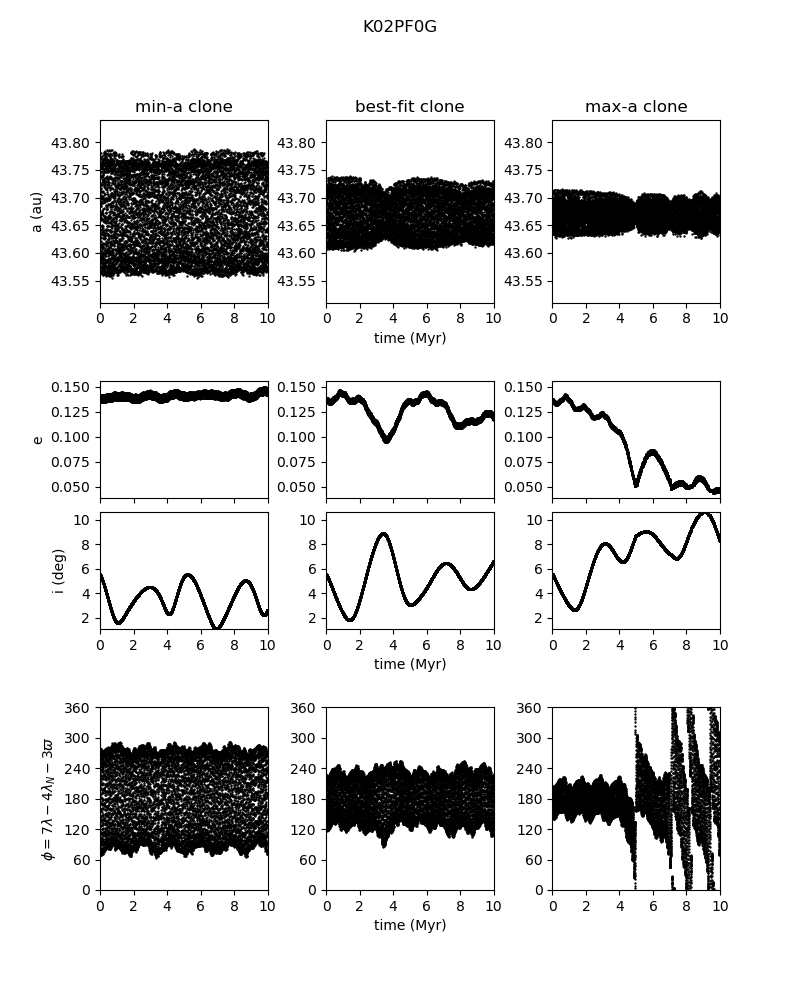 K02PF0G
min-a clone best-fit clone max-a clone
a (au)
43.80 43.80 43.80
43.75 43.75 43.75
43.70 43.70 43.70
43.65 43.65 43.65
43.60 43.60 43.60
43.55 43.55 43.55
0 2 4 6 8 10 0 2 4 6 8 10 0 2 4 6 8 10
time (Myr)
e
0.150 0.150 0.150
0.125 0.125 0.125
0.100 0.100 0.100
0.075 0.075 0.075
0.050 0.050 0.050
i (deg)
10 10 10
8 8 8
6 6 6
4 4 4
2 2 2
0 2 4 6 8 10 0 2 4 6 8 10 0 2 4 6 8 10
time (Myr)
ϕ = 7λ − 4λ_N − 3ϖ
360 360 360
300 300 300
240 240 240
180 180 180
120 120 120
60 60 60
0 0 0
0 2 4 6 8 10 0 2 4 6 8 10 0 2 4 6 8 10
time (Myr)